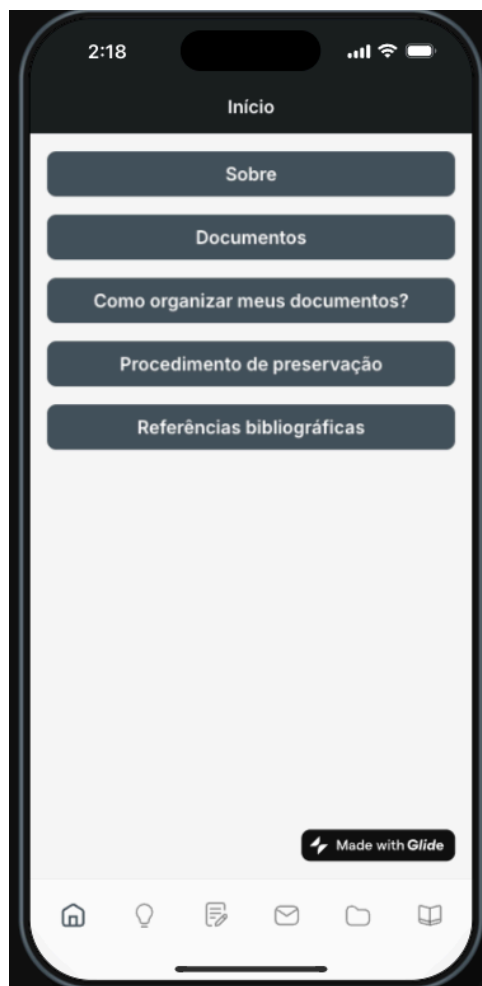 2:18
Início
Sobre
Documentos
Como organizar meus documentos?
Procedimento de preservação
Referências bibliográficas
Made with Glide